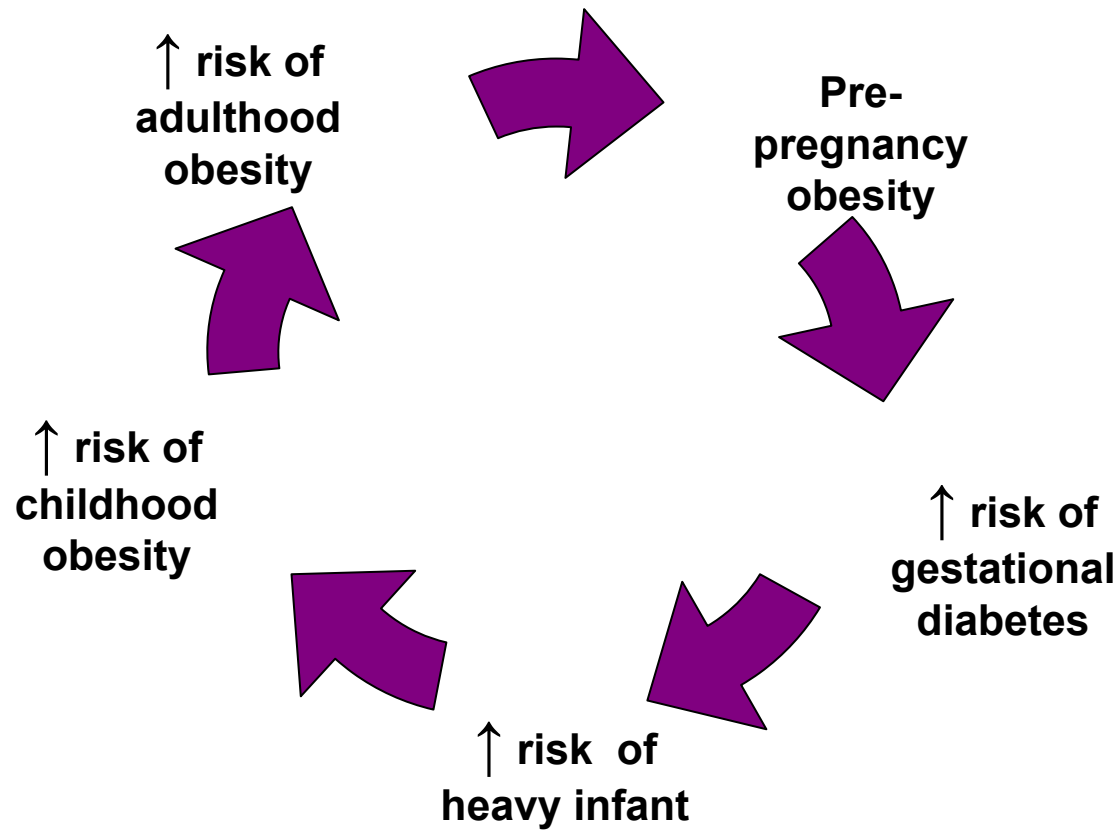 ↑ risk of
adulthood
obesity
Pre-
pregnancy
obesity
↑ risk of
gestational
diabetes
↑ risk of
heavy infant
↑ risk of
childhood
obesity